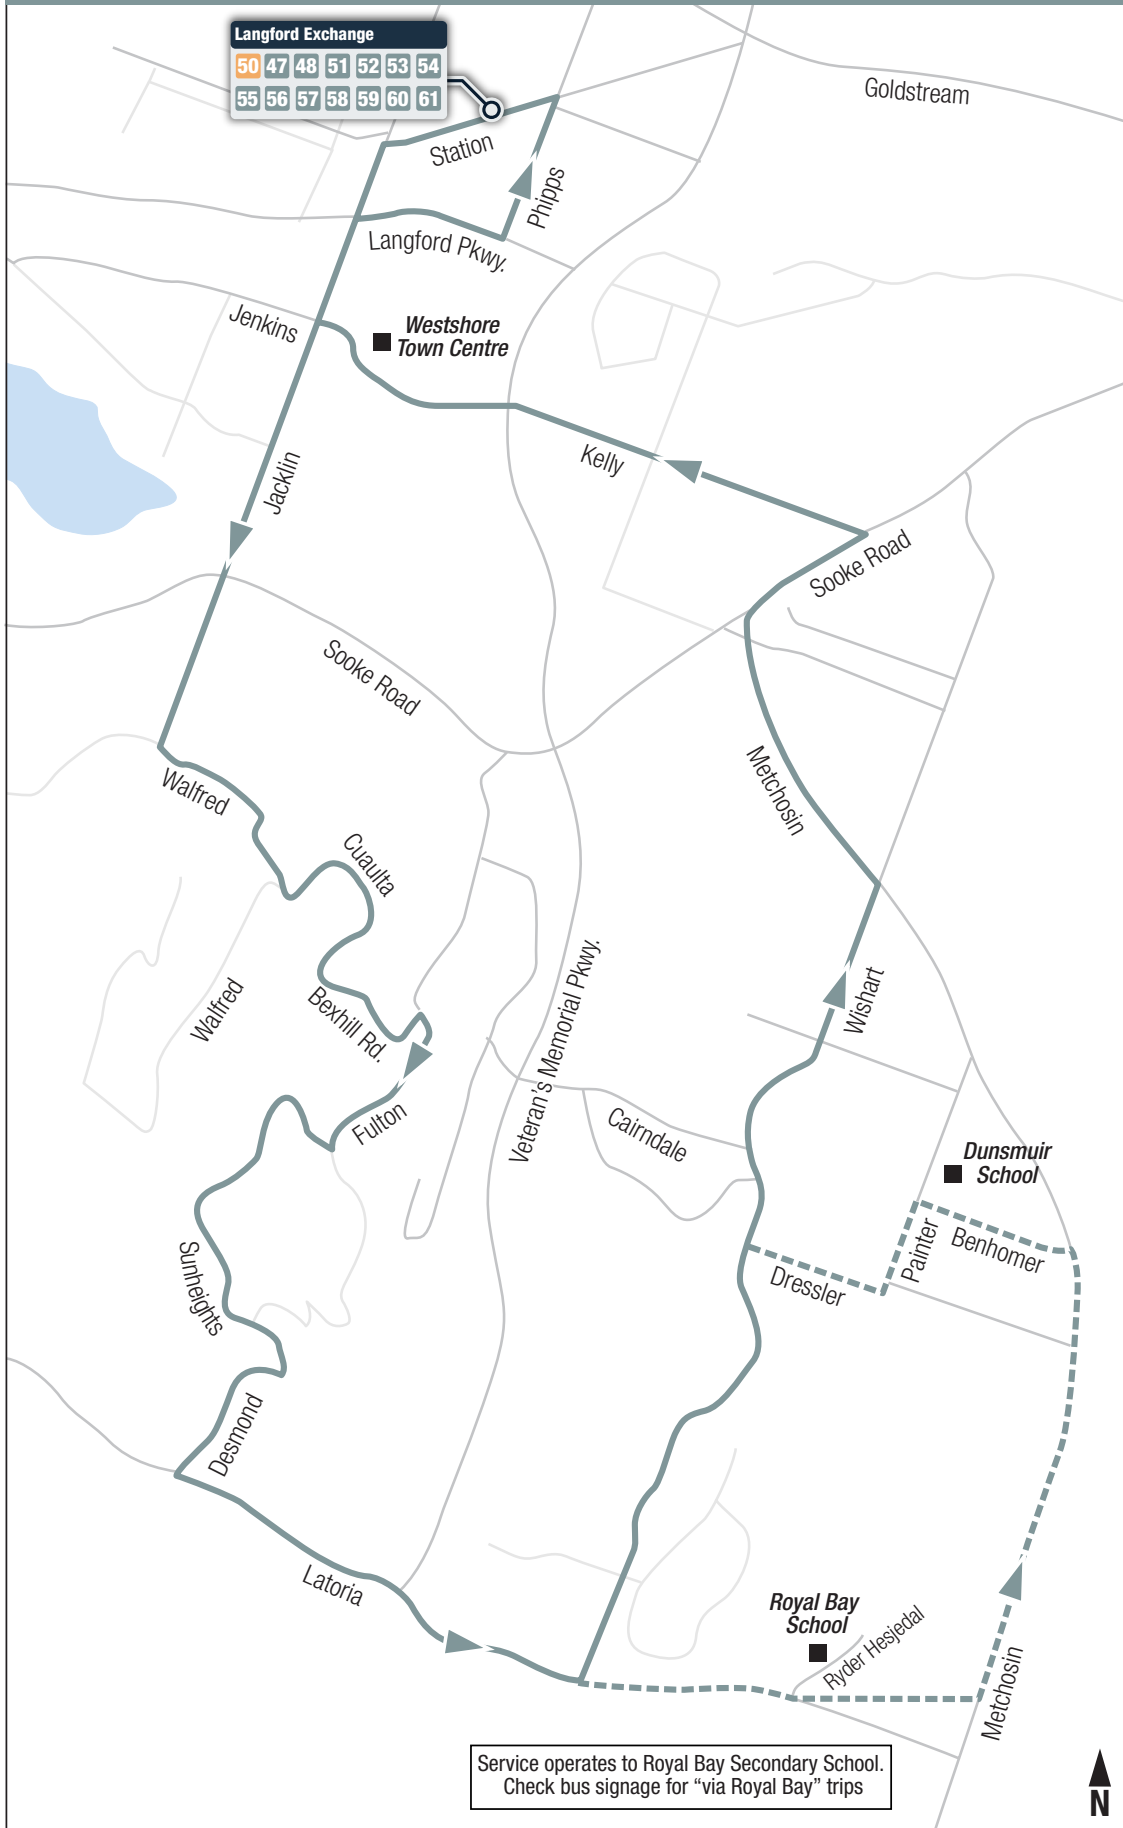 Langford Exchange
50 47 48 51 52 53 54
55 56 57 58 59 60 61
Goldstream
Station
Phipps
Langford Pkwy.
Jenkins
Westshore
Town Centre
Kelly
Jacklin
Sooke Road
Sooke Road
Metchosin
Walfred
Cuaulta
Walfred
Bexhill Rd.
Veteran's Memorial Pkwy.
Wishart
Fulton
Cairndale
Dunsmuir
School
Painter
Benhomer
Dressler
Sunheights
Desmond
Latoria
Royal Bay
School
Ryder Hesjedal
Metchosin
Service operates to Royal Bay Secondary School.
Check bus signage for “via Royal Bay” trips
N